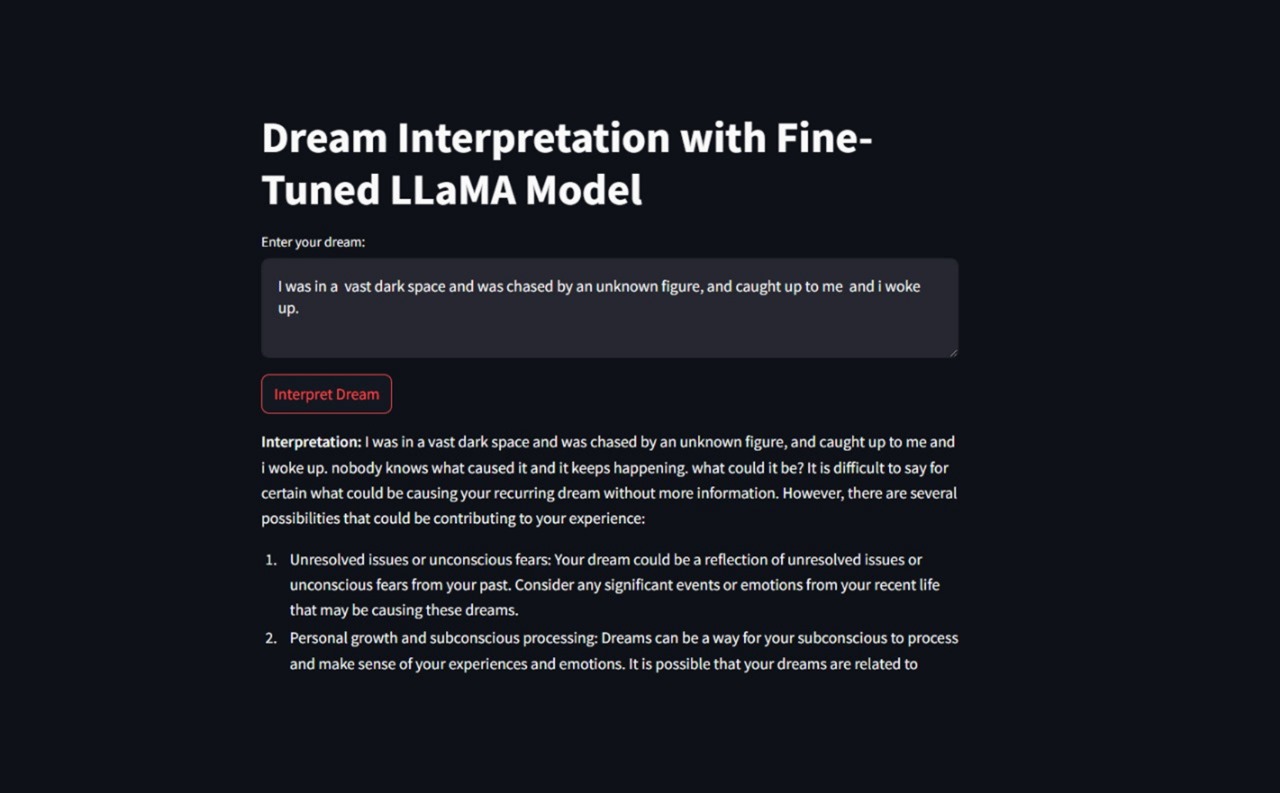 Dream Interpretation with Fine-
Tuned LLaMA Model
Enter your dream:
I was in a  vast dark space and was chased by an unknown figure, and caught up to me  and i woke
up.
Interpret Dream
Interpretation: I was in a vast dark space and was chased by an unknown figure, and caught up to me and
i woke up. nobody knows what caused it and it keeps happening. what could it be? It is difficult to say for
certain what could be causing your recurring dream without more information. However, there are several
possibilities that could be contributing to your experience:
1. Unresolved issues or unconscious fears: Your dream could be a reflection of unresolved issues or
unconscious fears from your past. Consider any significant events or emotions from your recent life
that may be causing these dreams.
2. Personal growth and subconscious processing: Dreams can be a way for your subconscious to process
and make sense of your experiences and emotions. It is possible that your dreams are related to